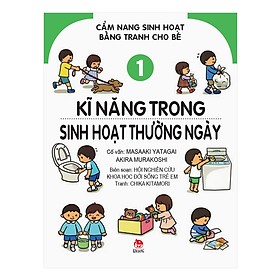 CẨM NANG SINH HOẠT
BẰNG TRANH CHO BÉ
1
KĨ NĂNG TRONG
SINH HOẠT THƯỜNG NGÀY
Cố vấn: MASAAKI YATAGAI
AKIRA MURAKOSHI
Biên soạn: HỘI NGHIÊN CỨU
KHOA HỌC ĐỜI SỐNG TRẺ EM
Tranh: CHIKA KITAMORI